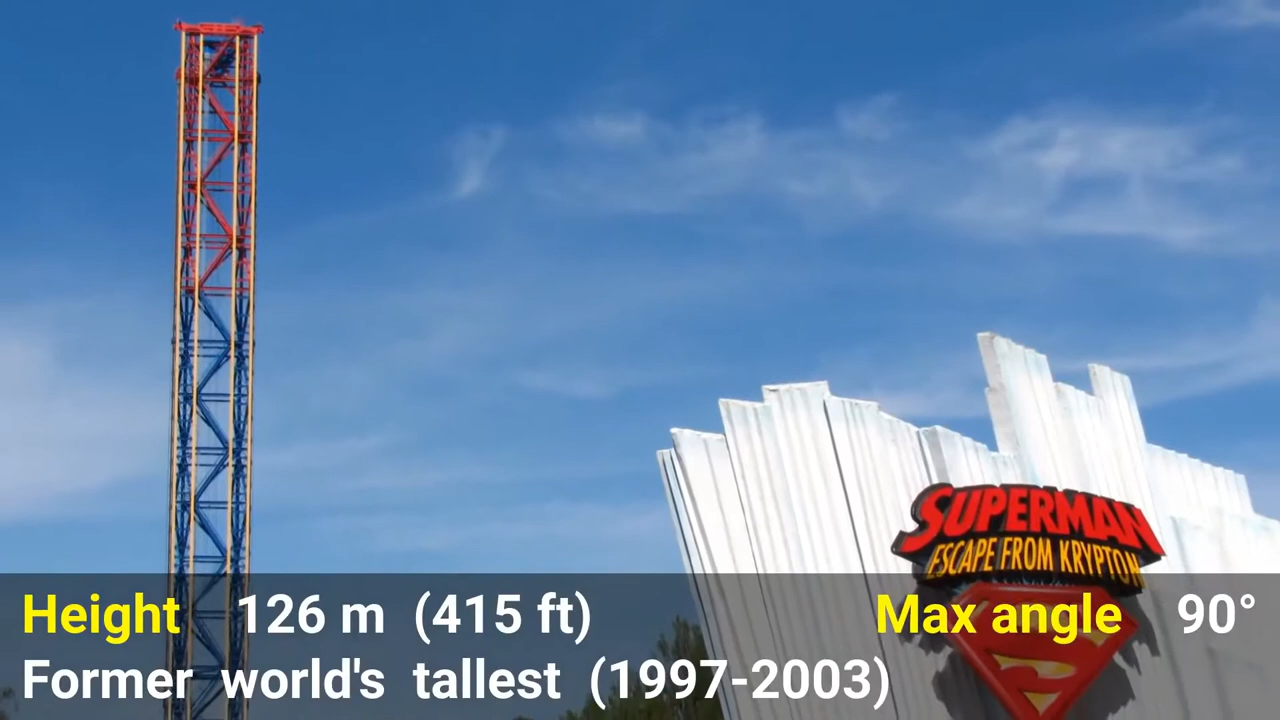 SUPERMAN
ESCAPE FROM KRYPTON
Height 126 m (415 ft) Max angle 90°
Former world's tallest (1997-2003)